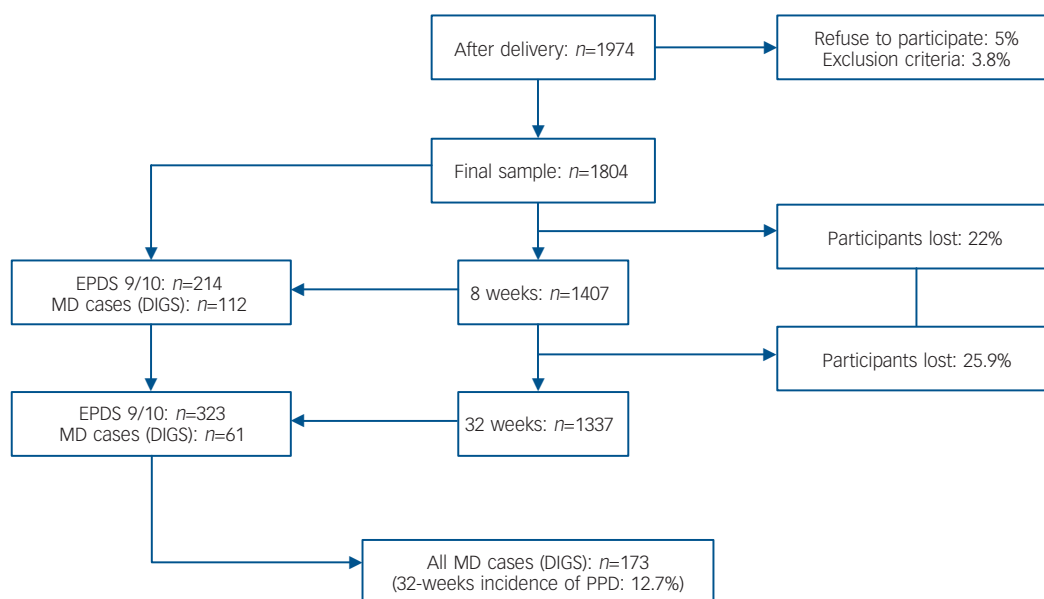 After delivery: n=1974
Refuse to participate: 5%
Exclusion criteria: 3.8%
Final sample: n=1804
Participants lost: 22%
EPDS 9/10: n=214
MD cases (DIGS): n=112
8 weeks: n=1407
Participants lost: 25.9%
EPDS 9/10: n=323
MD cases (DIGS): n=61
32 weeks: n=1337
All MD cases (DIGS): n=173
(32-weeks incidence of PPD: 12.7%)